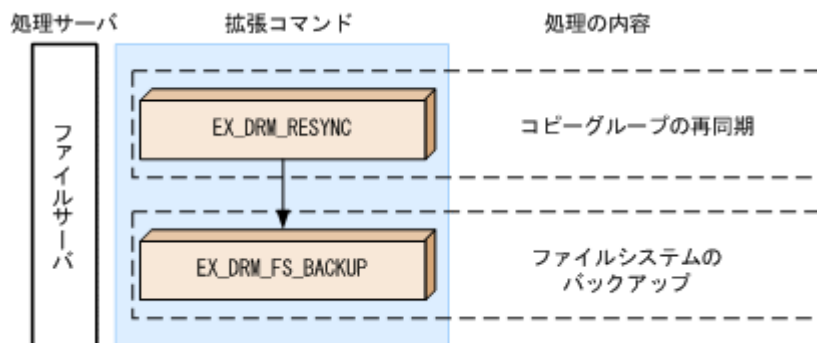 処理サーバ 拡張コマンド 処理の内容
ファイルサーバ
EX_DRM_RESYNC
コピーグループの再同期
EX_DRM_FS_BACKUP
ファイルシステムの
バックアップ